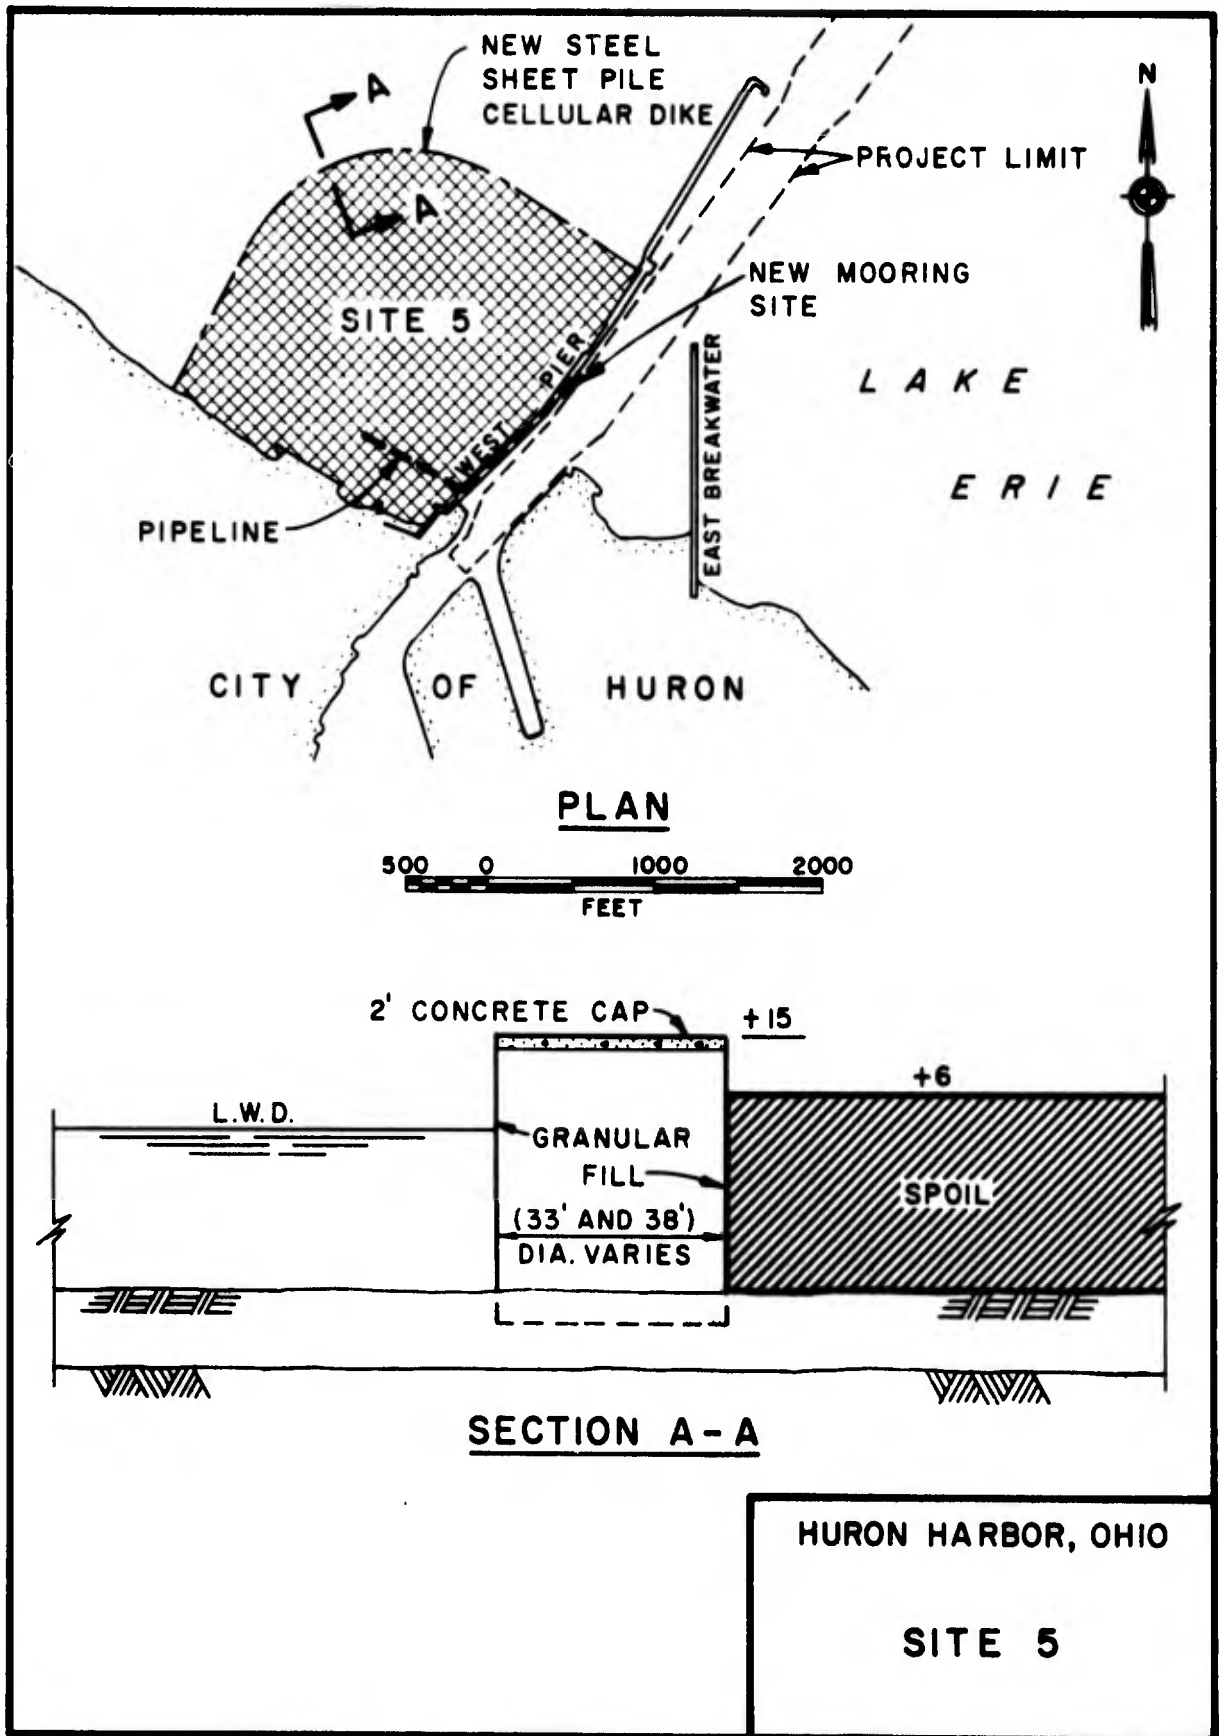 NEW STEEL
SHEET PILE
CELLULAR DIKE
A
A
N
PROJECT LIMIT
NEW MOORING
SITE
SITE 5
WEST PIER
EAST BREAKWATER
LAKE
ERIE
PIPELINE
CITY OF HURON
PLAN
500 0 1000 2000
FEET
2' CONCRETE CAP
+15
+6
L.W.D.
GRANULAR
FILL
SPOIL
(33' AND 38')
DIA. VARIES
SECTION A-A
HURON HARBOR, OHIO
SITE 5